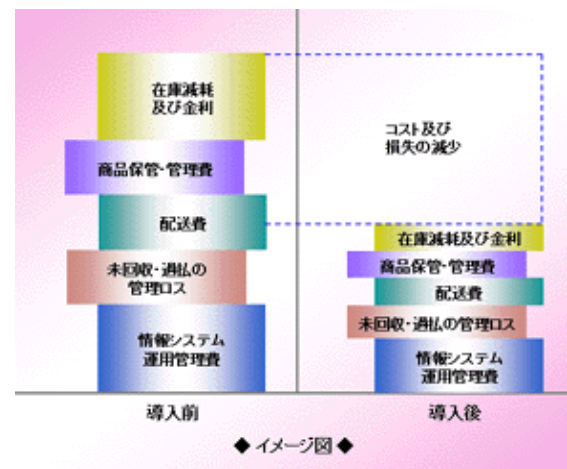 在庫減耗
及び金利
商品保管・管理費
配送費
未回収・過払の
管理ロス
情報システム
運用管理費
導入前
コスト及び
損失の減少
在庫減耗及び金利
商品保管・管理費
配送費
未回収・過払の管理ロス
情報システム
運用管理費
導入後
◆ イメージ図 ◆